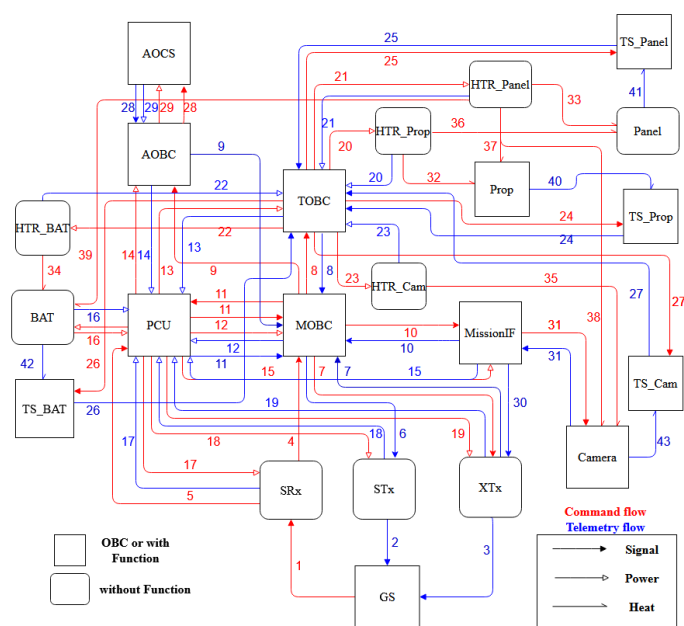 25
AOCS
TS_Panel
25
21
HTR_Panel
41
28
29
29
28
33
21
HTR_Prop
36
Panel
AOBC
9
20
37
20
32
Prop
40
22
TOBC
TS_Prop
HTR_BAT
22
24
23
24
39
14
14
13
13
9
8
8
34
23
HTR_Cam
35
27
27
11
BAT
16
PCU
11
MOBC
MissionIF
38
16
12
10
31
12
10
31
42
26
11
15
7
7
15
30
TS_Cam
TS_BAT
26
19
17
18
4
18
6
19
43
17
SRx
STx
XTx
Camera
5
Command flow
Telemetry flow
OBC or with
Function
1
2
3
Signal
without Function
Power
GS
Heat